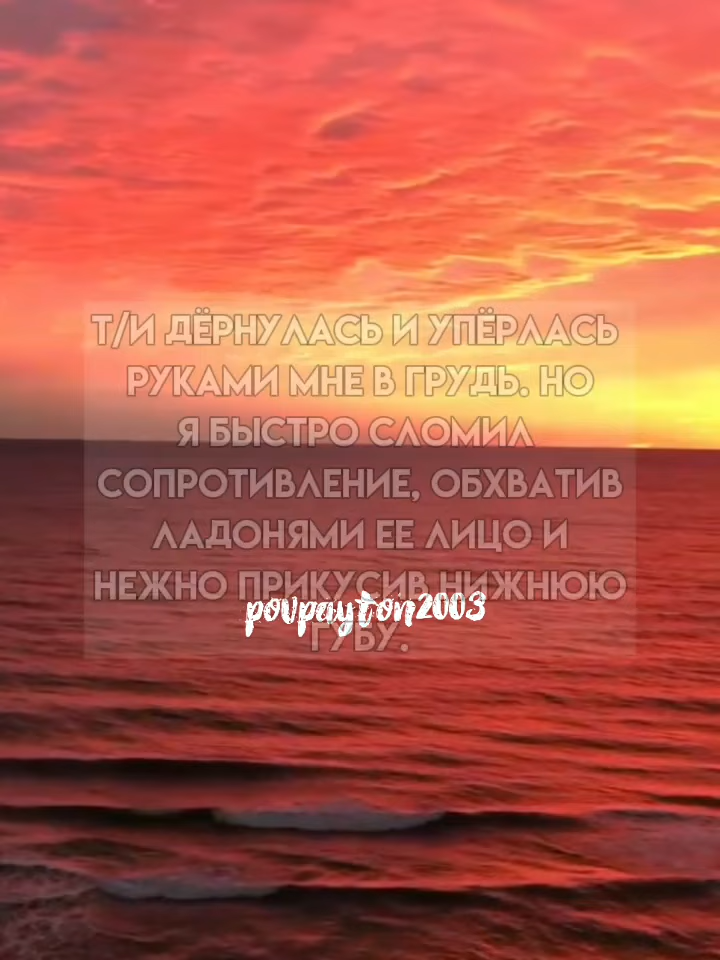 Т/И ДЁРНУЛАСЬ И УПЁРЛАСЬ
РУКАМИ МНЕ В ГРУДЬ. НО
Я БЫСТРО СЛОМИЛ
СОПРОТИВЛЕНИЕ, ОБХВАТИВ
ЛАДОНЯМИ ЕЕ ЛИЦО И
НЕЖНО ПРИКУСИВ НИЖНЮЮ
povpayton2003
ГУБУ.